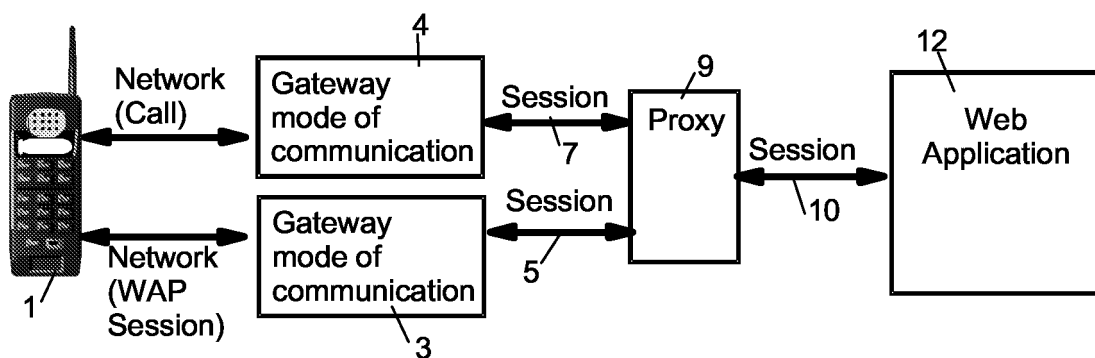 4
Gateway
mode of
communication
Network
(Call)
Session
7
9
Proxy
12
Web
Application
Session
10
Gateway
mode of
communication
3
Session
5
1
Network
(WAP
Session)